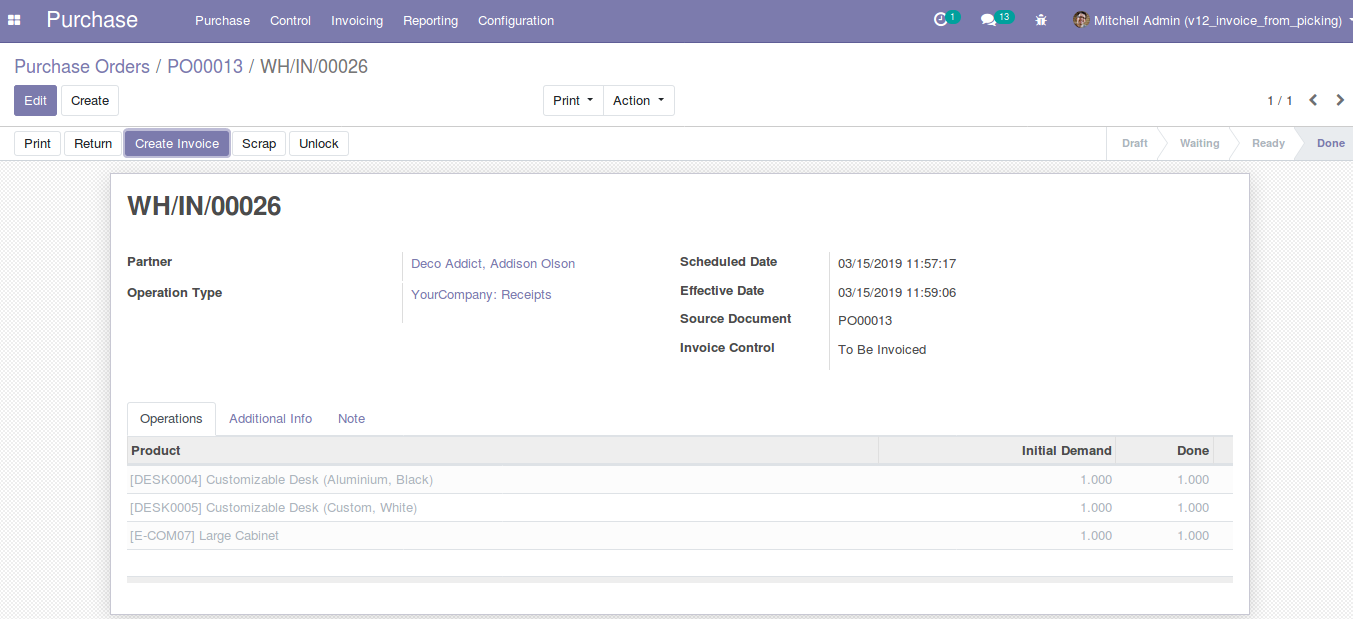 Purchase Purchase Control Invoicing Reporting Configuration 1 13 Mitchell Admin (v12_invoice_from_picking)
Purchase Orders / PO00013 / WH/IN/00026
Edit Create Print Action 1 / 1
Print Return Create Invoice Scrap Unlock Draft Waiting Ready Done
WH/IN/00026
Partner Deco Addict, Addison Olson Scheduled Date 03/15/2019 11:57:17
Operation Type YourCompany: Receipts Effective Date 03/15/2019 11:59:06
Source Document PO00013
Invoice Control To Be Invoiced
Operations Additional Info Note
Product Initial Demand Done
[DESK0004] Customizable Desk (Aluminium, Black) 1.000 1.000
[DESK0005] Customizable Desk (Custom, White) 1.000 1.000
[E-COM07] Large Cabinet 1.000 1.000